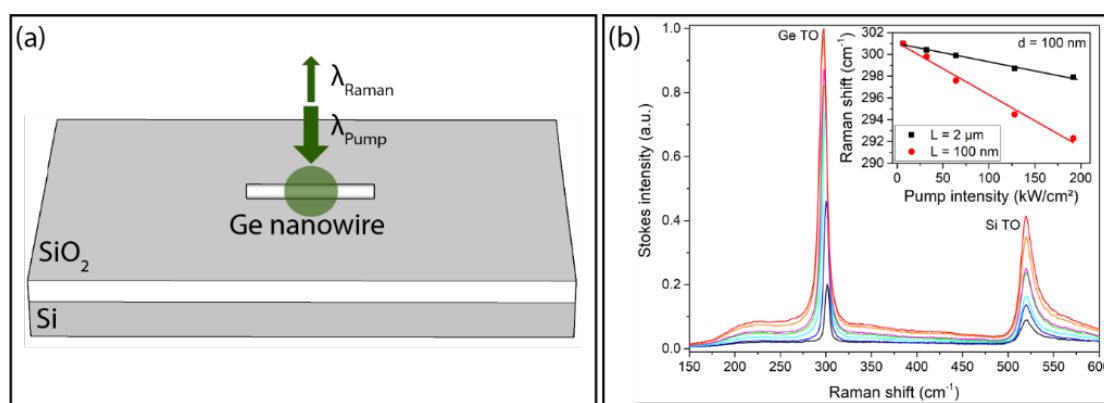 (a)
λRaman
λPump
Ge nanowire
SiO2
Si
(b)
Ge TO
Si TO
d = 100 nm
L = 2 µm
L = 100 nm
Raman shift (cm-1)
302
300
298
296
294
292
290
0 50 100 150 200
Pump intensity (kW/cm²)
Stokes intensity (a.u.)
1.0
0.8
0.6
0.4
0.2
0
150 200 250 300 350 400 450 500 550 600
Raman shift (cm-1)